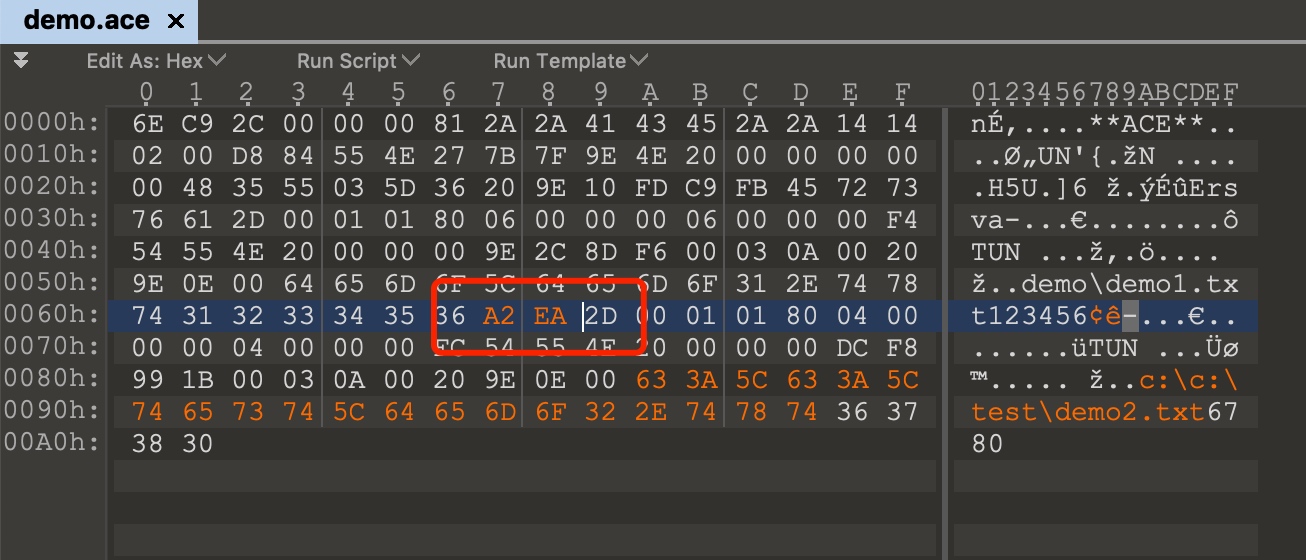 demo.ace ×
Edit As: Hex Run Script Run Template
0 1 2 3 4 5 6 7 8 9 A B C D E F 0123456789ABCDEF
0000h: 6E C9 2C 00 00 00 81 2A 2A 41 43 45 2A 2A 14 14 nÉ,....**ACE**..
0010h: 02 00 D8 84 55 4E 27 7B 7F 9E 4E 20 00 00 00 00 ..Ø„UN'{.žN ....
0020h: 00 48 35 55 03 5D 36 20 9E 10 FD C9 FB 45 72 73 .H5U.]6 ž.ýÉûErs
0030h: 76 61 2D 00 01 01 80 06 00 00 00 06 00 00 00 F4 va-...€........ô
0040h: 54 55 4E 20 00 00 00 9E 2C 8D F6 00 03 0A 00 20 TUN ...ž,.ö....
0050h: 9E 0E 00 64 65 6D 6F 5C 64 65 6D 6F 31 2E 74 78 ž..demo\demo1.tx
0060h: 74 31 32 33 34 35 36 A2 EA 2D 00 01 01 80 04 00 t123456¢ê-...€..
0070h: 00 00 04 00 00 00 FC 54 55 4E 20 00 00 00 DC F8 ......üTUN ...Üø
0080h: 99 1B 00 03 0A 00 20 9E 0E 00 63 3A 5C 63 3A 5C ™..... ž..c:\c:\
0090h: 74 65 73 74 5C 64 65 6D 6F 32 2E 74 78 74 36 37 test\demo2.txt67
00A0h: 38 30 80